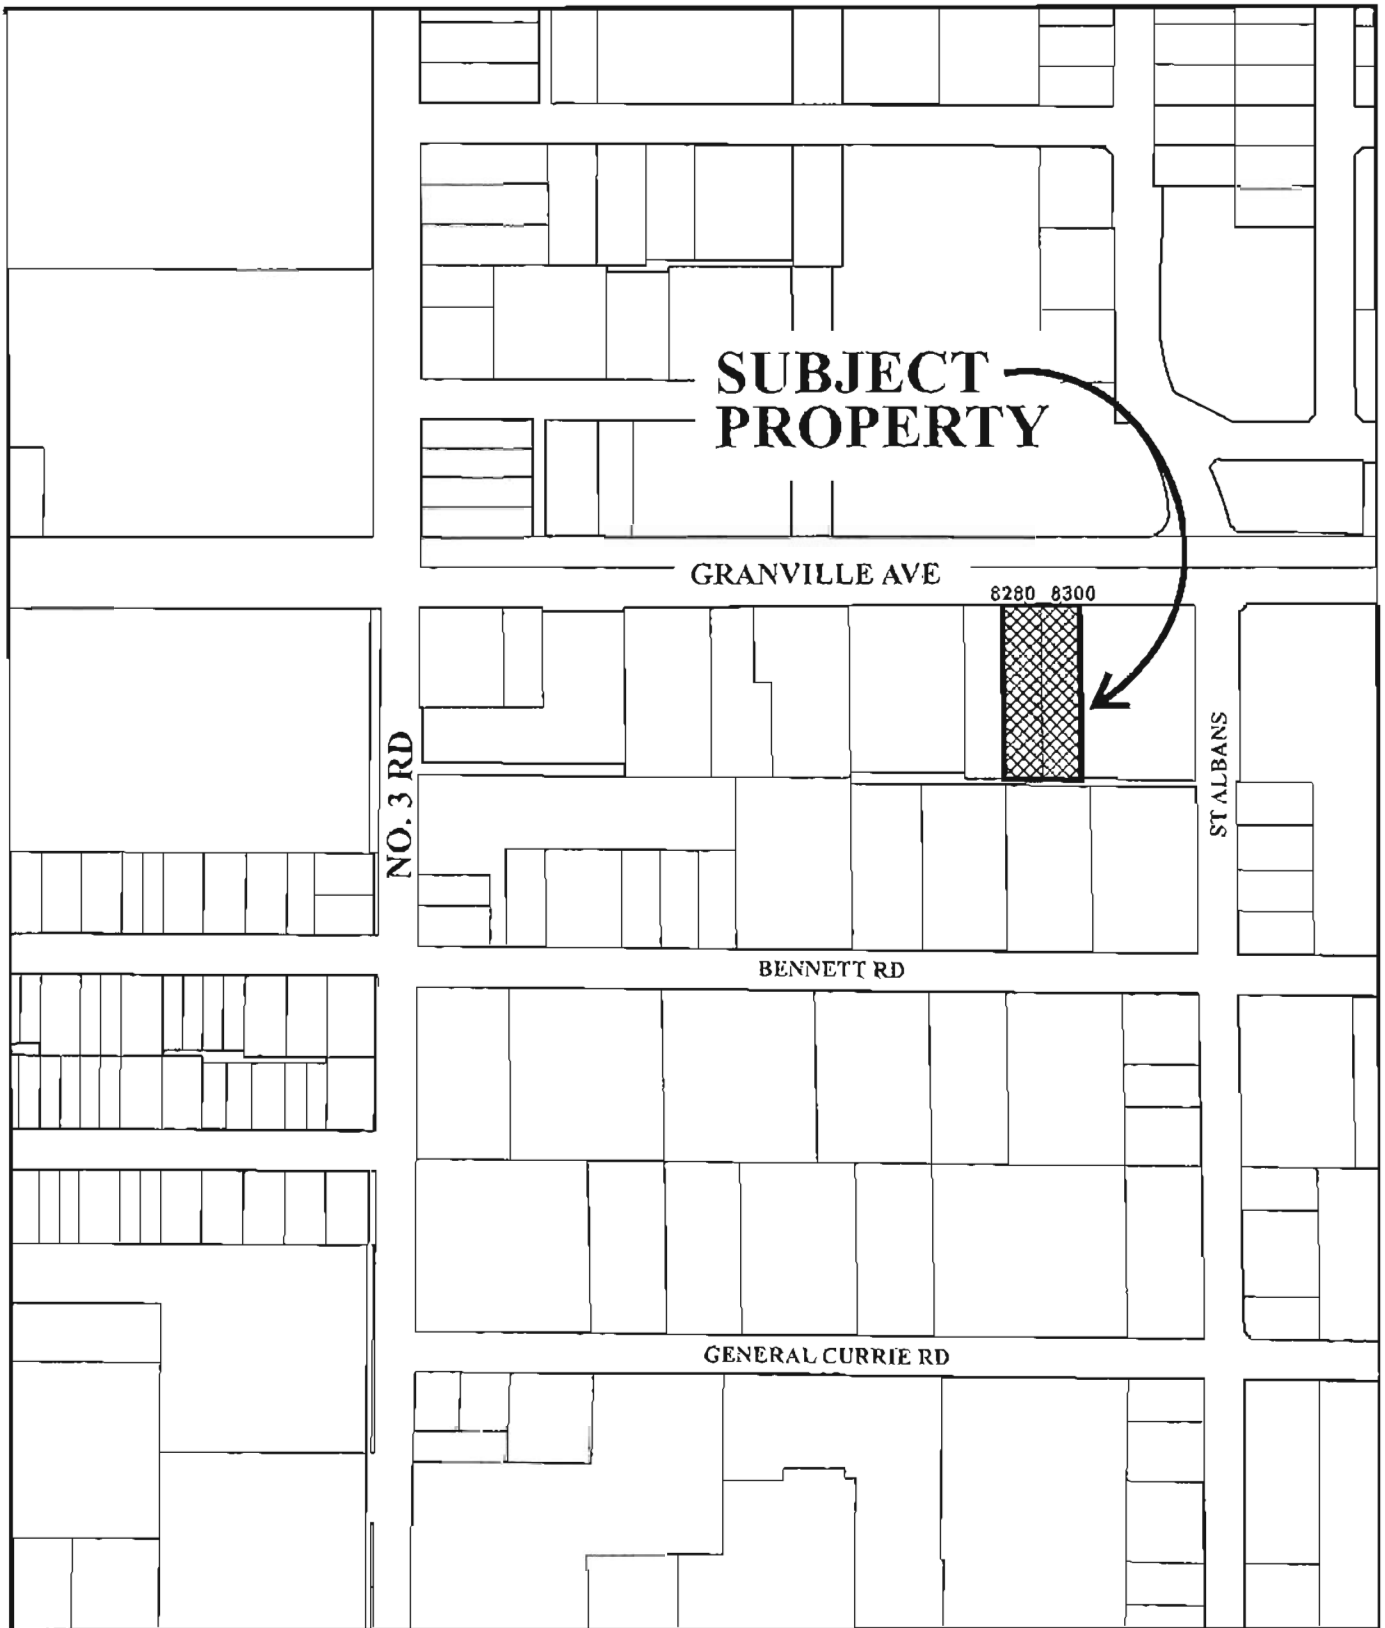 SUBJECT
PROPERTY
GRANVILLE AVE
8280 8300
NO. 3 RD
ST ALBANS
BENNETT RD
GENERAL CURRIE RD